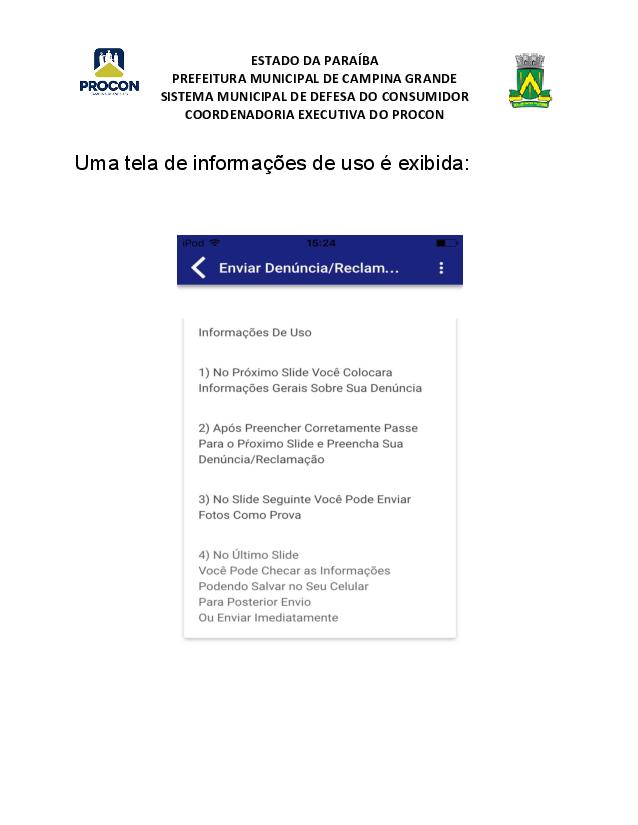 PROCON
ESTADO DA PARAÍBA
PREFEITURA MUNICIPAL DE CAMPINA GRANDE
SISTEMA MUNICIPAL DE DEFESA DO CONSUMIDOR
COORDENADORIA EXECUTIVA DO PROCON
Uma tela de informações de uso é exibida:
iPod 15:24
Enviar Denúncia/Reclam...
Informações De Uso
1) No Próximo Slide Você Colocara
Informações Gerais Sobre Sua Denúncia
2) Após Preencher Corretamente Passe
Para o Pŕoximo Slide e Preencha Sua
Denúncia/Reclamação
3) No Slide Seguinte Você Pode Enviar
Fotos Como Prova
4) No Último Slide
Você Pode Checar as Informações
Podendo Salvar no Seu Celular
Para Posterior Envio
Ou Enviar Imediatamente